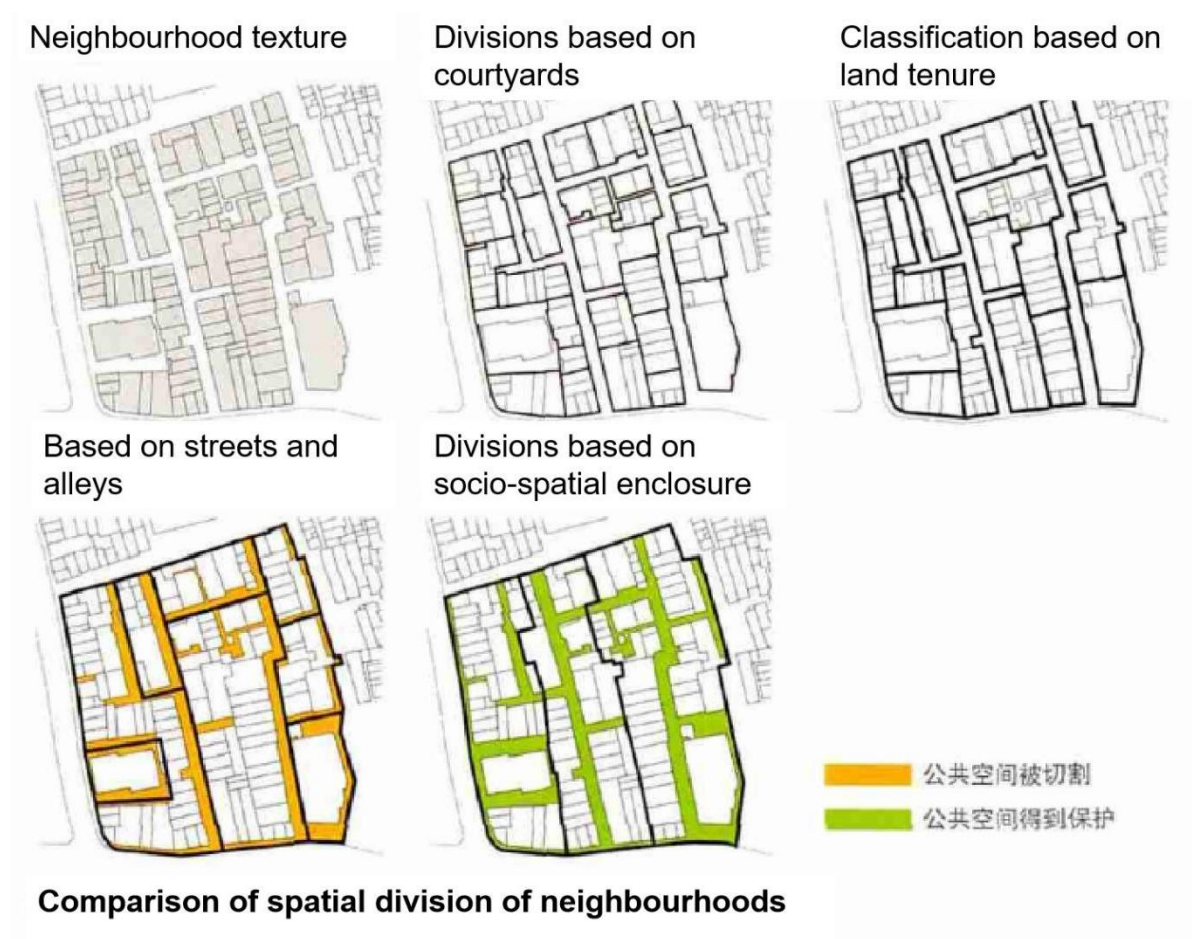 Neighbourhood texture
Divisions based on
courtyards
Classification based on
land tenure
Based on streets and
alleys
Divisions based on
socio-spatial enclosure
公共空间被切割
公共空间得到保护
Comparison of spatial division of neighbourhoods